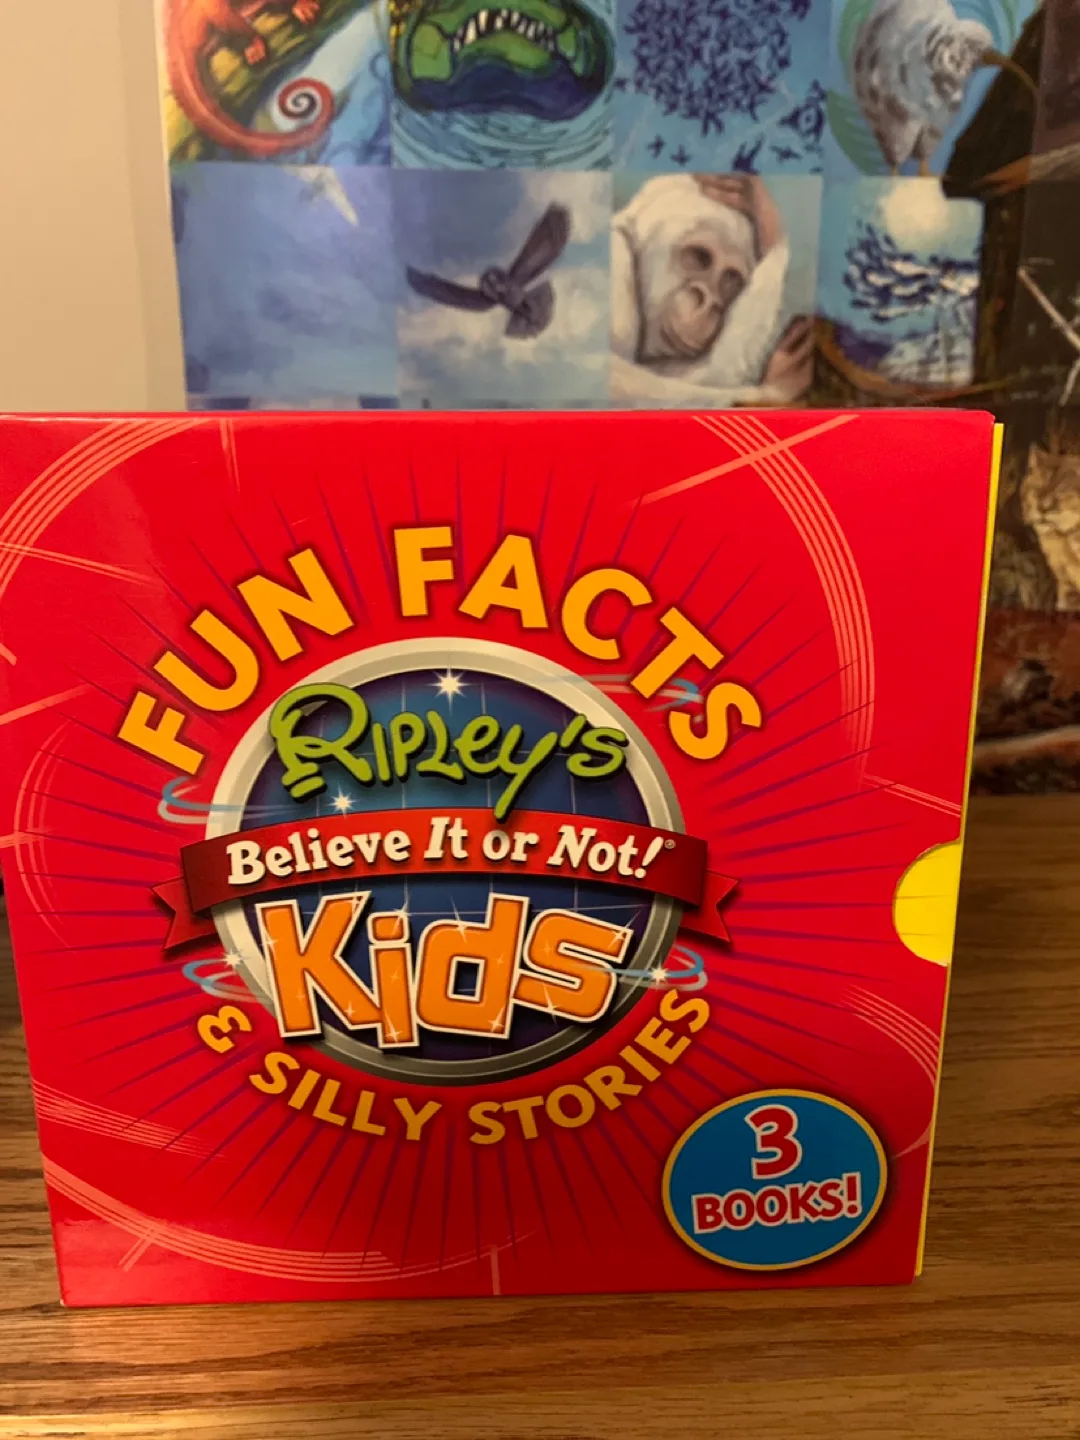 FUN FACTS
RIPLEY'S
Believe It or Not!®
Kids
& SILLY STORIES
3
BOOKS!